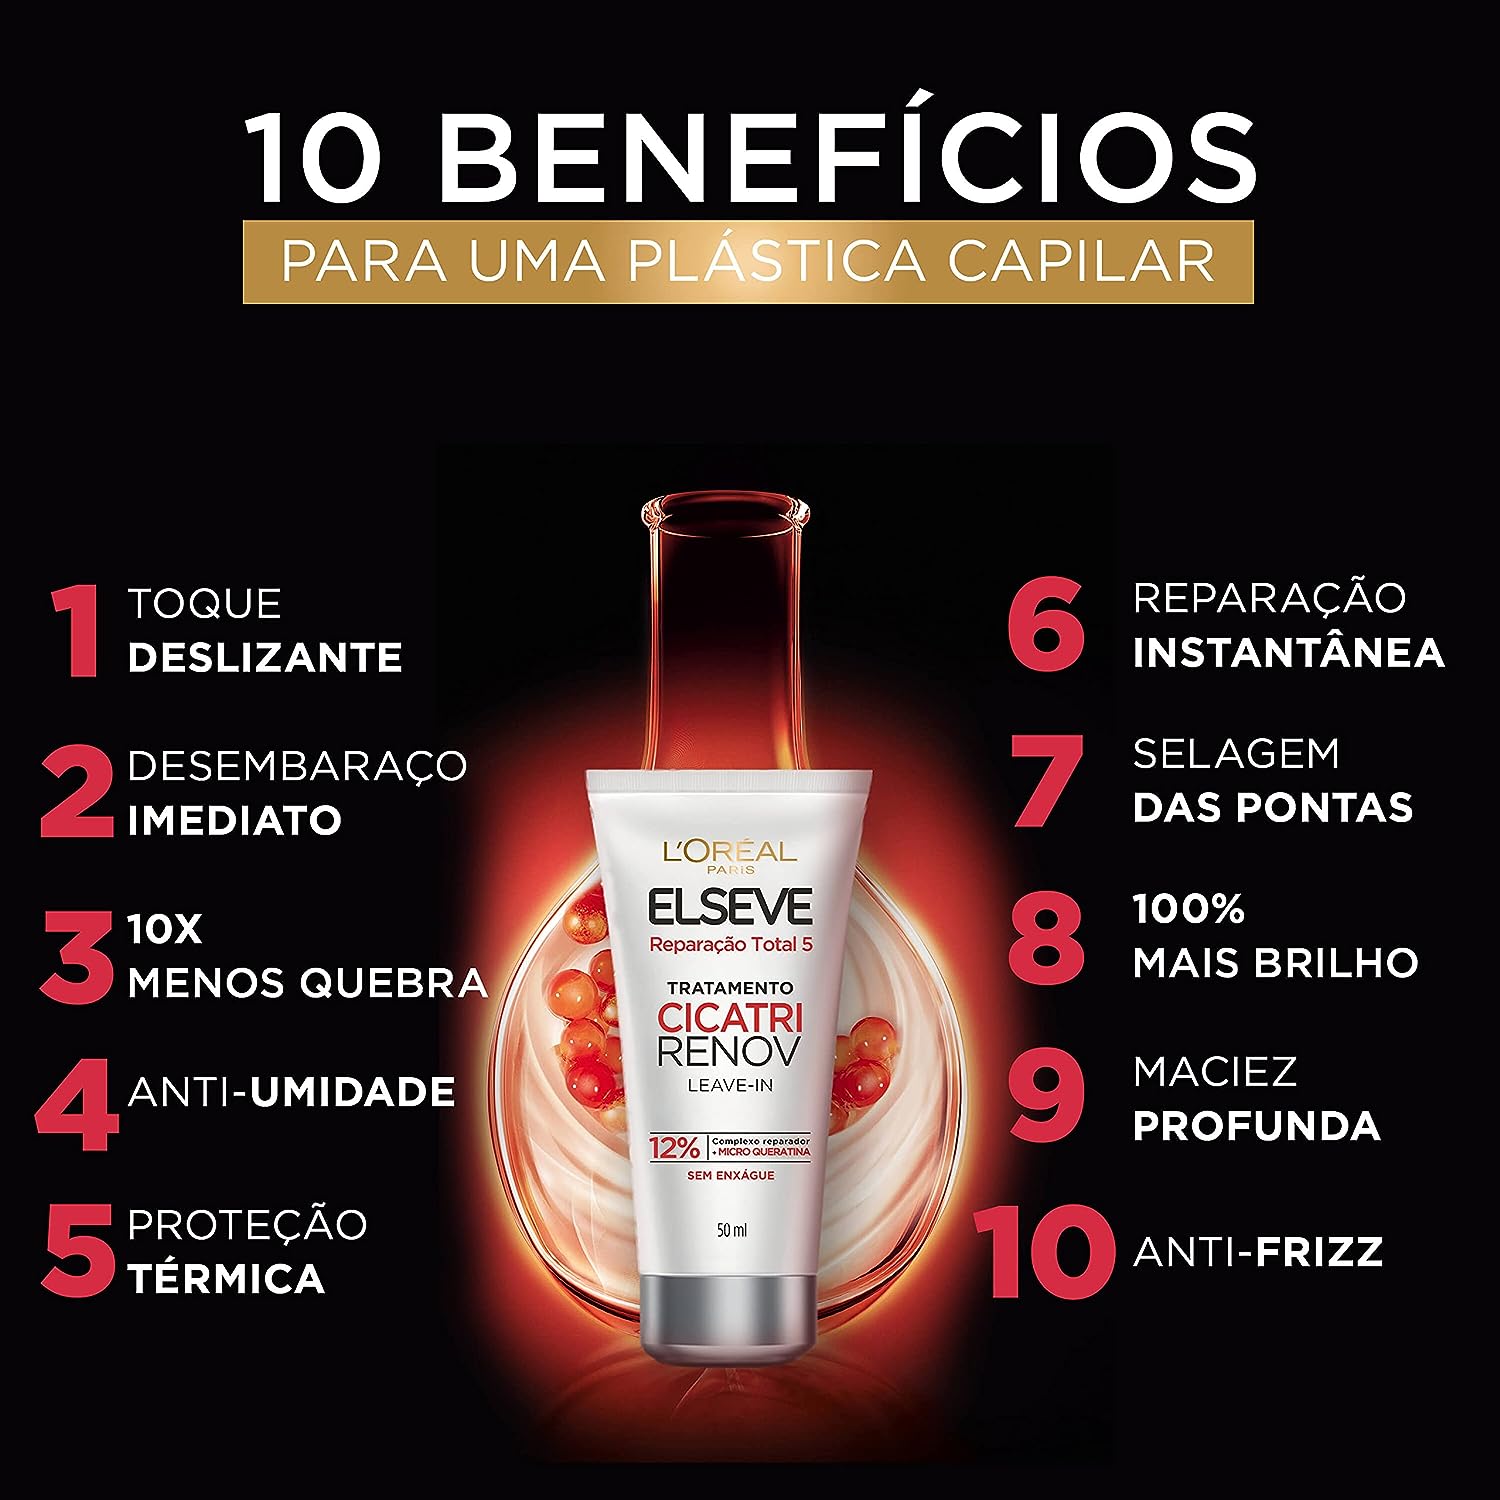 10 BENEFÍCIOS
PARA UMA PLÁSTICA CAPILAR
1 TOQUE
DESLIZANTE
2 DESEMBARAÇO
IMEDIATO
3 10X
MENOS QUEBRA
4 ANTI-UMIDADE
5 PROTEÇÃO
TÉRMICA
L'ORÉAL
PARIS
ELSEVE
Reparação Total 5
TRATAMENTO
CICATRI
RENOV
LEAVE-IN
12% Complexo reparador
+ MICRO QUERATINA
SEM ENXÁGUE
50 ml
6 REPARAÇÃO
INSTANTÂNEA
7 SELAGEM
DAS PONTAS
8 100%
MAIS BRILHO
9 MACIEZ
PROFUNDA
10 ANTI-FRIZZ